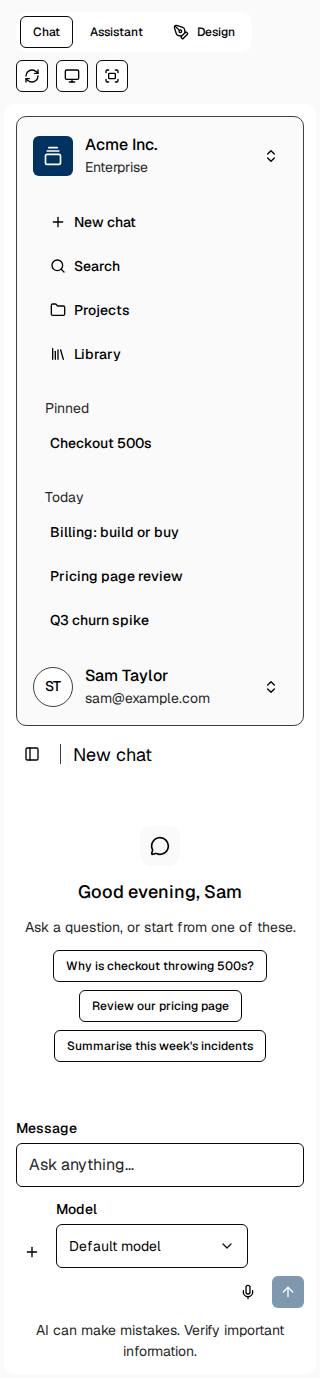 Chat
Assistant
Design
Acme Inc.
Enterprise
New chat
Search
Projects
Library
Pinned
Checkout 500s
Today
Billing: build or buy
Pricing page review
Q3 churn spike
ST
Sam Taylor
sam@example.com
New chat
Good evening, Sam
Ask a question, or start from one of these.
Why is checkout throwing 500s?
Review our pricing page
Summarise this week's incidents
Message
Ask anything...
Model
Default model
AI can make mistakes. Verify important
information.